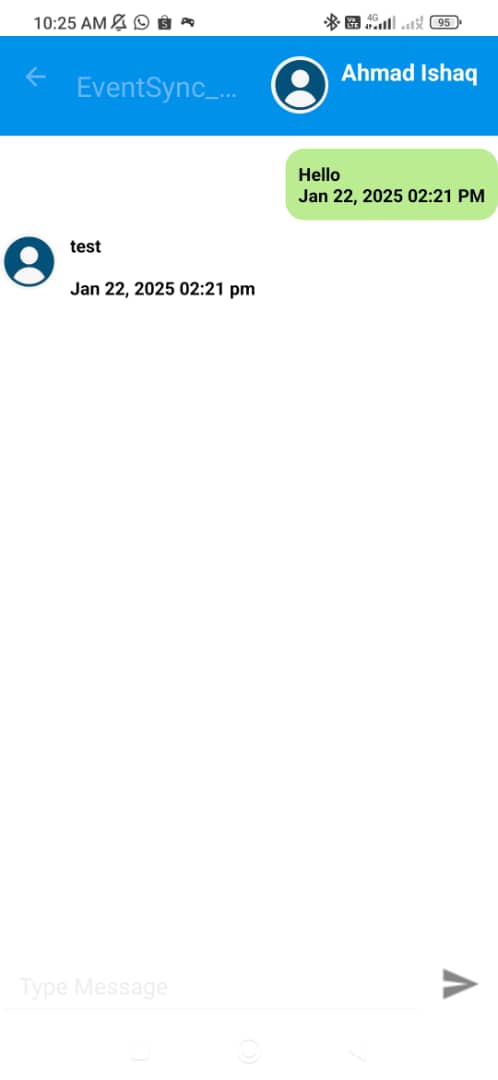 10:25 AM
4G
95
EventSync_...
Ahmad Ishaq
Hello
Jan 22, 2025 02:21 PM
test
Jan 22, 2025 02:21 pm
Type Message